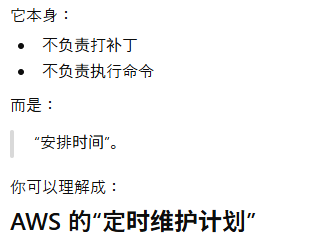 它本身：
不负责打补丁
不负责执行命令
而是：
“安排时间”。
你可以理解成：
AWS 的“定时维护计划”